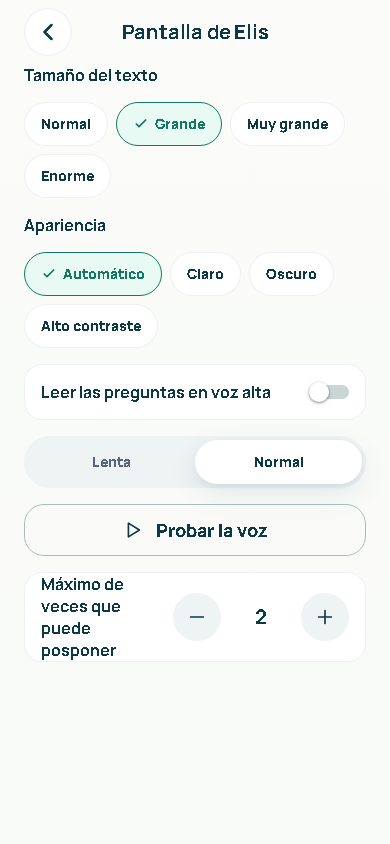 Pantalla de Elis
Tamaño del texto
Normal
Grande
Muy grande
Enorme
Apariencia
Automático
Claro
Oscuro
Alto contraste
Leer las preguntas en voz alta
Lenta
Normal
Probar la voz
Máximo de
veces que
puede
posponer
2